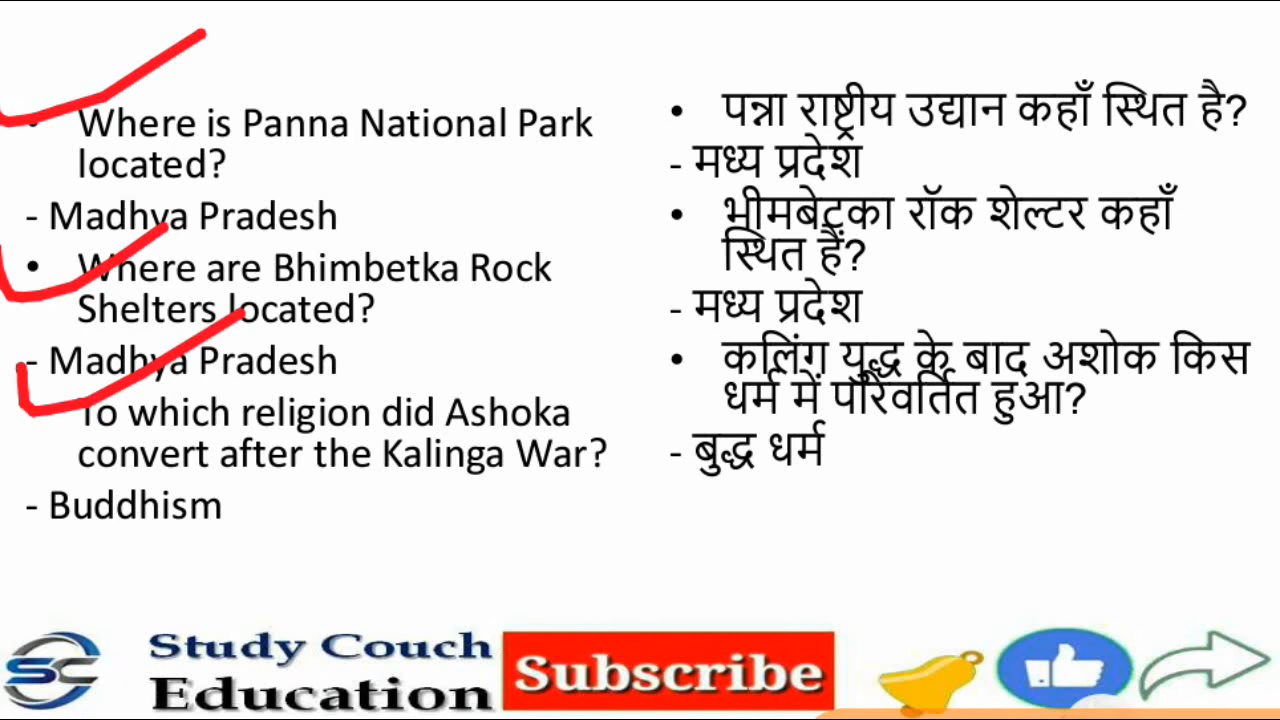 • Where is Panna National Park
located?
- Madhya Pradesh
• Where are Bhimbetka Rock
Shelters located?
- Madhya Pradesh
To which religion did Ashoka
convert after the Kalinga War?
- Buddhism
• पन्ना राष्ट्रीय उद्यान कहाँ स्थित है?
- मध्य प्रदेश
• भीमबेटका रॉक शेल्टर कहाँ
स्थित हैं?
- मध्य प्रदेश
• कलिंग युद्ध के बाद अशोक किस
धर्म में परिवर्तित हुआ?
- बुद्ध धर्म
SC
Study Couch
Education
Subscribe